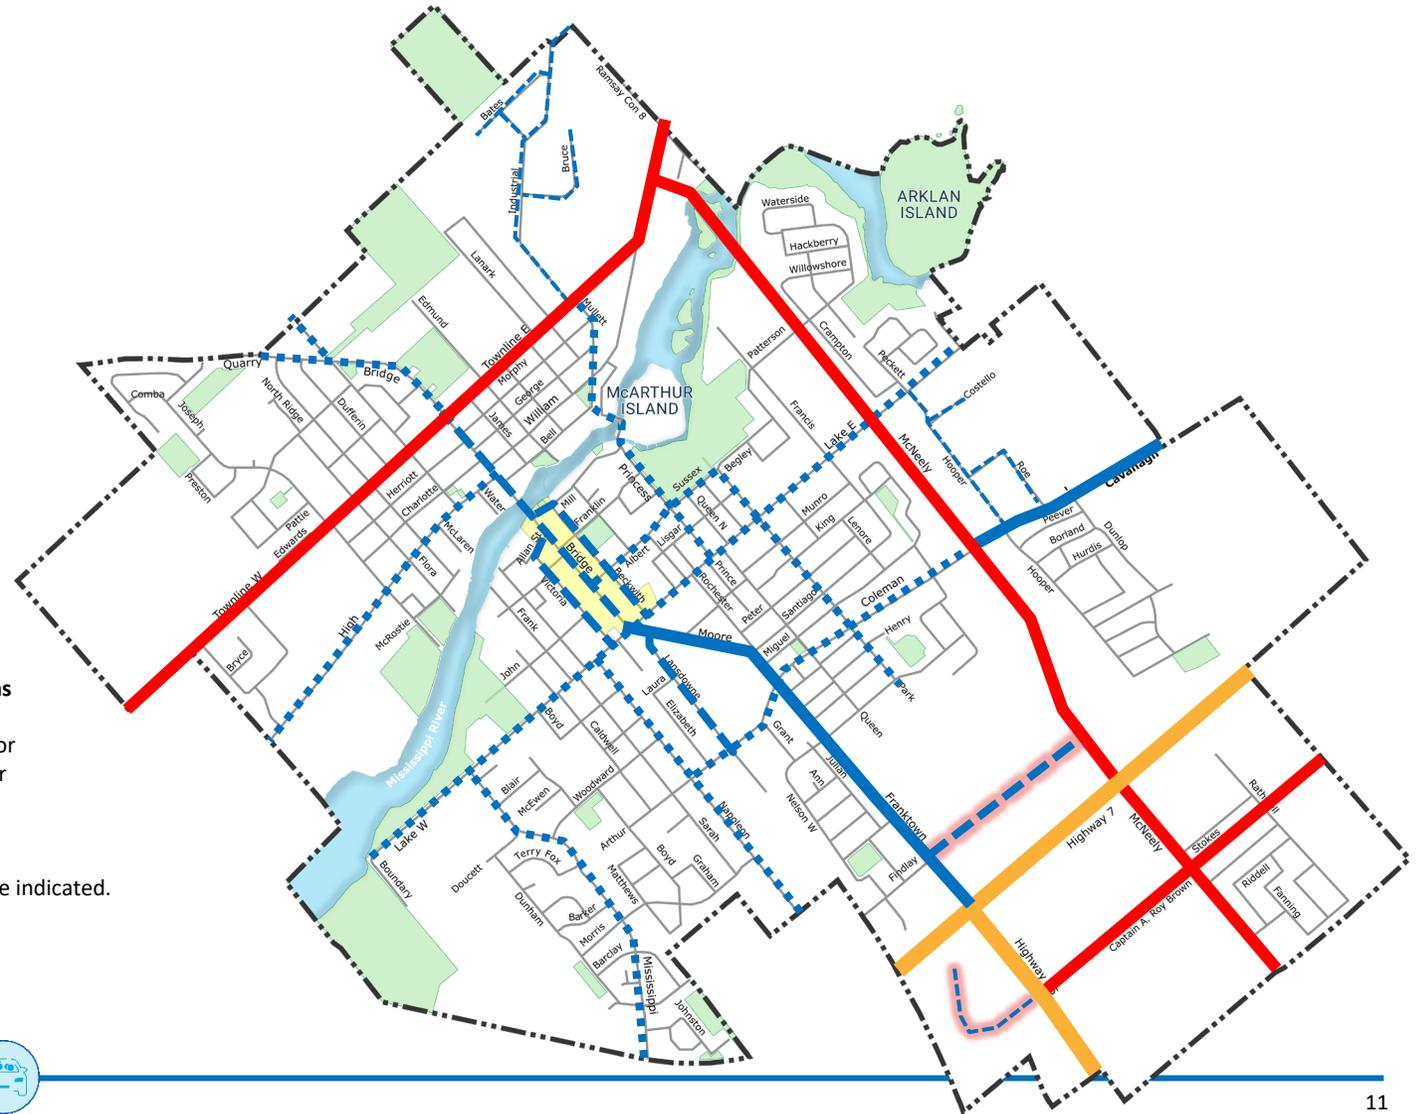 Ramsay Con 8
Bates
Bruce
Industrial
ARKLAN
ISLAND
Waterside
Hackberry
Willowshore
Lanark
Edmund
Mullett
Townline E
Morphy
George
William
James
Bell
McARTHUR
ISLAND
Patterson
Crampton
Peckett
Costello
Francis
Lake E
McNeely
Hooper
Roe
Cavanagh
Quarry
Bridge
Comba
Joseph
North Ridge
Dufferin
Preston
Herriott
Charlotte
Water
McLaren
Flora
Pattie
Edwards
Townline W
Princess
Sussex
Begley
Queen N
Mill
Franklin
Lisgar
Albert
Allan St
Bridge
Beckwith
Victoria
Prince
Rochester
Peter
Santiago
Munro
King
Lenore
Coleman
Henry
Peever
Borland
Hurdis
Dunlop
Hooper
High
McRostie
Bryce
Frank
John
Moore
Miguel
Park
Lansdowne
Laura
Elizabeth
Queen
Grant
Boyd
Caldwell
Woodward
Mississippi River
Lake W
Boundary
Blair
McEwen
Arthur
Napoleon
Sarah
Boyd
Graham
Matthews
Terry Fox
Doucett
Dunham
Barker
Morris
Barclay
Mississippi
Johnston
Julian
Ann
Nelson W
Franktown
Findlay
Highway 7
McNeely
Stokes
Riddell
Fanning
Captain A. Roy Brown
Highway
e indicated.
11